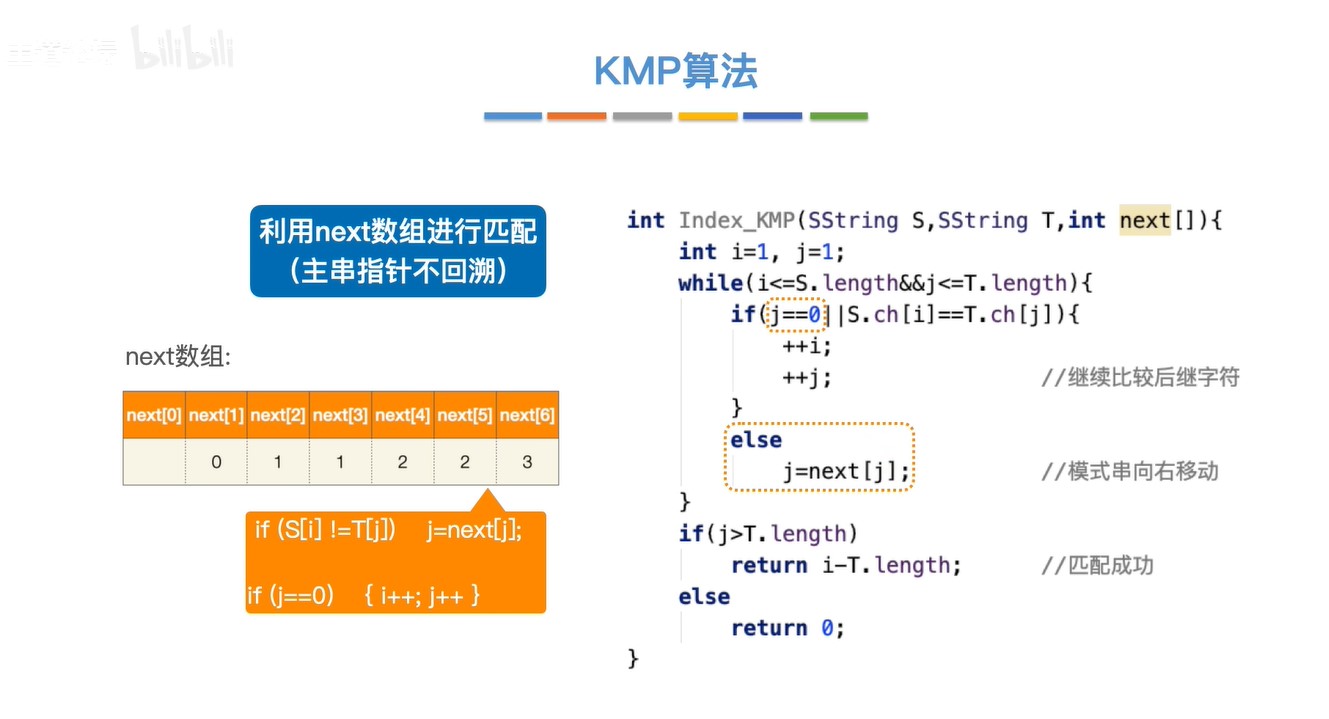 bilibili
KMP算法
利用next数组进行匹配
（主串指针不回溯）
next数组:
next[0] next[1] next[2] next[3] next[4] next[5] next[6]
0 1 1 2 2 3
if (S[i] !=T[j]) j=next[j];
if (j==0) { i++; j++ }
int Index_KMP(SString S,SString T,int next[]){
int i=1, j=1;
while(i<=S.length&&j<=T.length){
if(j==0||S.ch[i]==T.ch[j]){
++i;
++j; //继续比较后继字符
}
else
j=next[j]; //模式串向右移动
}
if(j>T.length)
return i-T.length; //匹配成功
else
return 0;
}